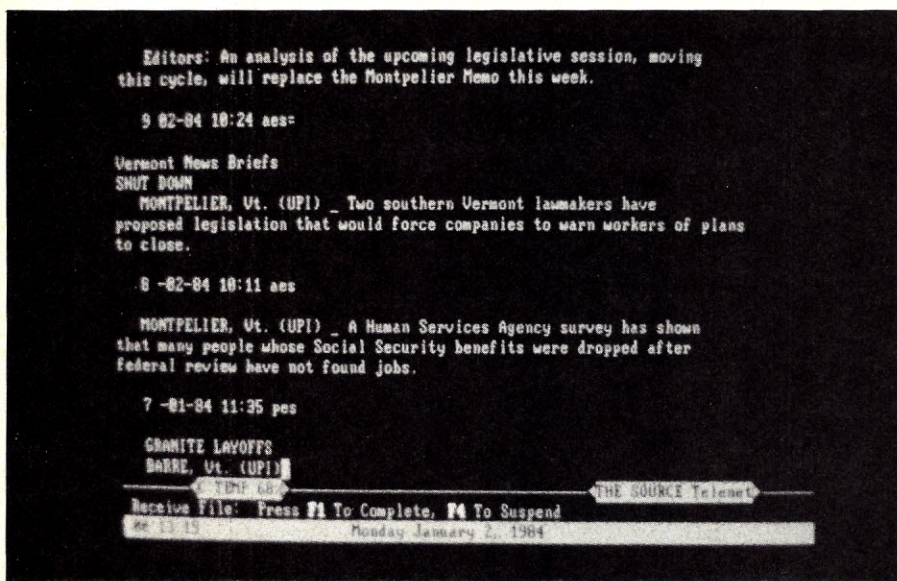 Editors: An analysis of the upcoming legislative session, moving
this cycle, will replace the Montpelier Memo this week.
9 02-84 10:24 aes=
Vermont News Briefs
SHUT DOWN
MONTPELIER, Vt. (UPI) _ Two southern Vermont lawmakers have
proposed legislation that would force companies to warn workers of plans
to close.
8 -02-84 10:11 aes
MONTPELIER, Vt. (UPI) _ A Human Services Agency survey has shown
that many people whose Social Security benefits were dropped after
federal review have not found jobs.
7 -01-84 11:35 pes
GRANITE LAYOFFS
BARRE, Vt. (UPI)
TEMP 68
THE SOURCE Telenet
Receive File: Press F1 To Complete, F4 To Suspend
13 19 Monday January 2, 1984